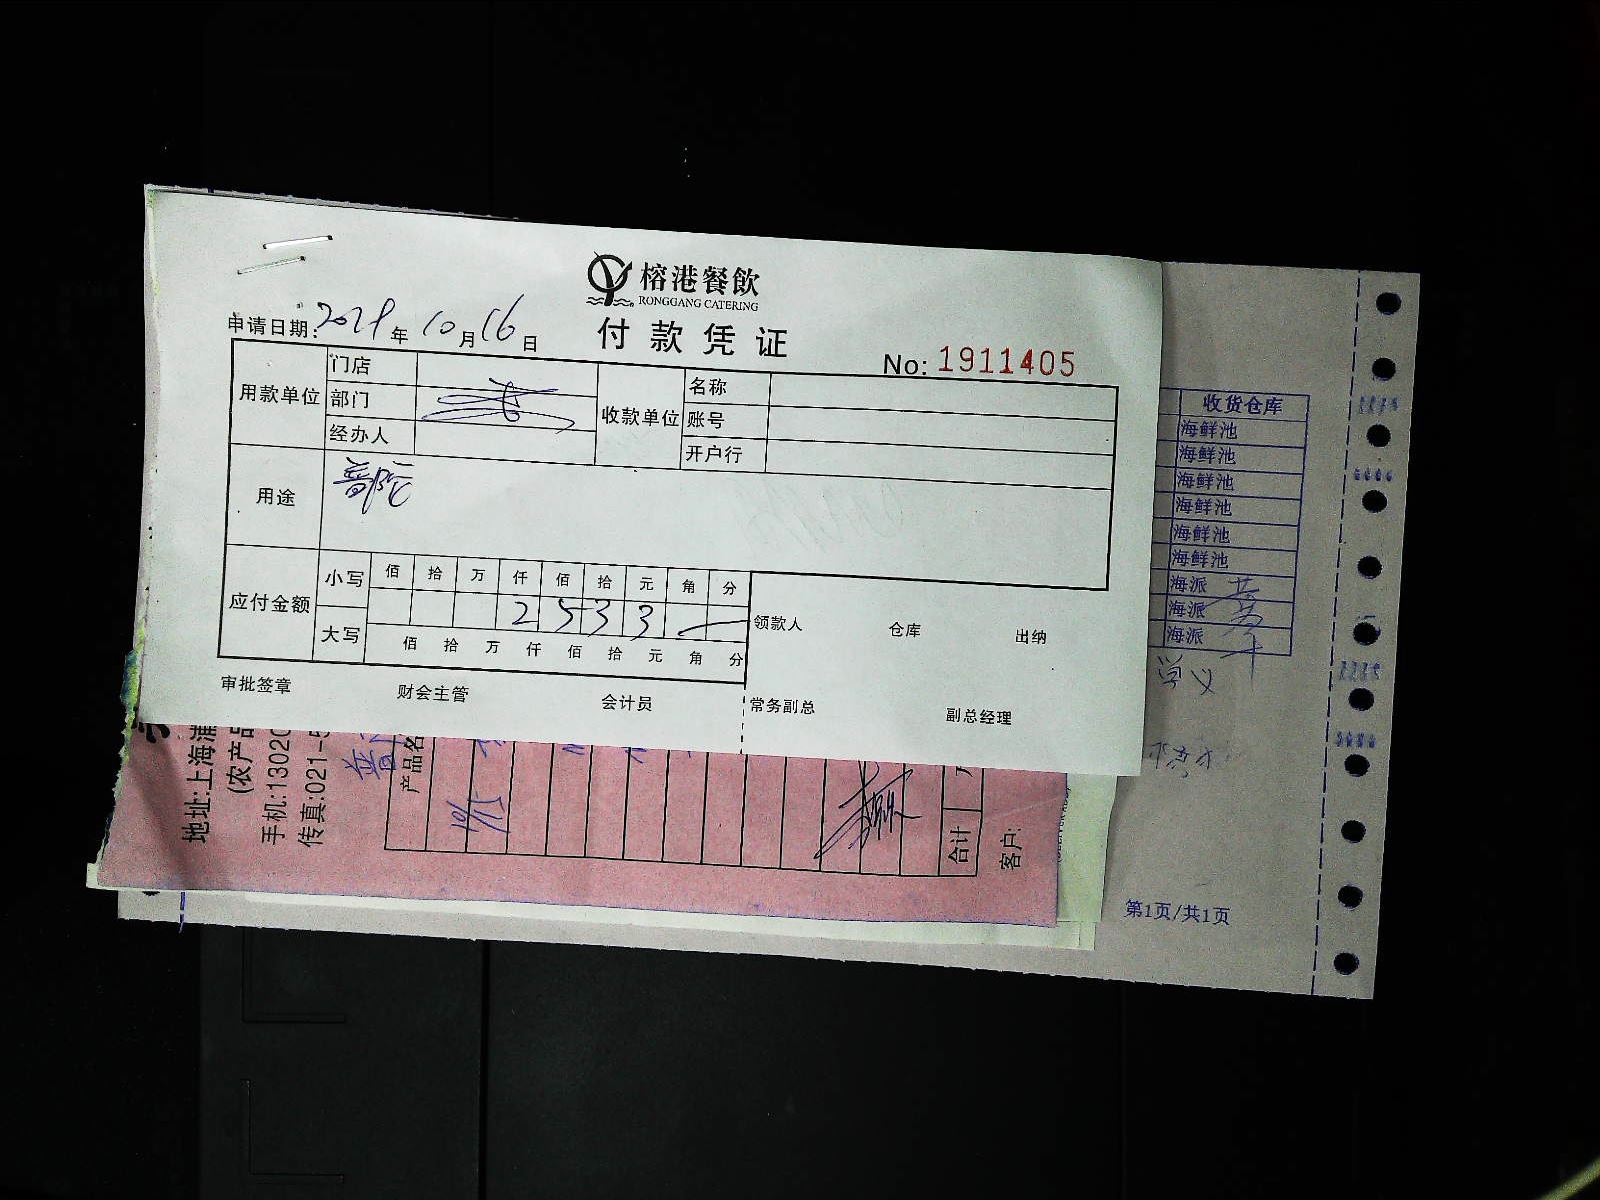 榕港餐飲
RONGGANG CATERING
付款凭证
申请日期: 年 10 月 16 日
No: 1911405
用款单位 门店
部门
经办人
收款单位 名称
账号
开户行
用途
应付金额 小写 佰 拾 万 仟 佰 拾 元 角 分
2 5 3 3
大写 佰 拾 万 仟 佰 拾 元 角 分
领款人 仓库 出纳
审批签章 财会主管 会计员 常务副总 副总经理
收货仓库
海鲜池
海鲜池
海鲜池
海鲜池
海鲜池
海鲜池
海派
海派
海派
第1页/共1页
地址:上海淮
(农产品
手机:1302
传真:021-5
产品名
10/15
合计
客户: